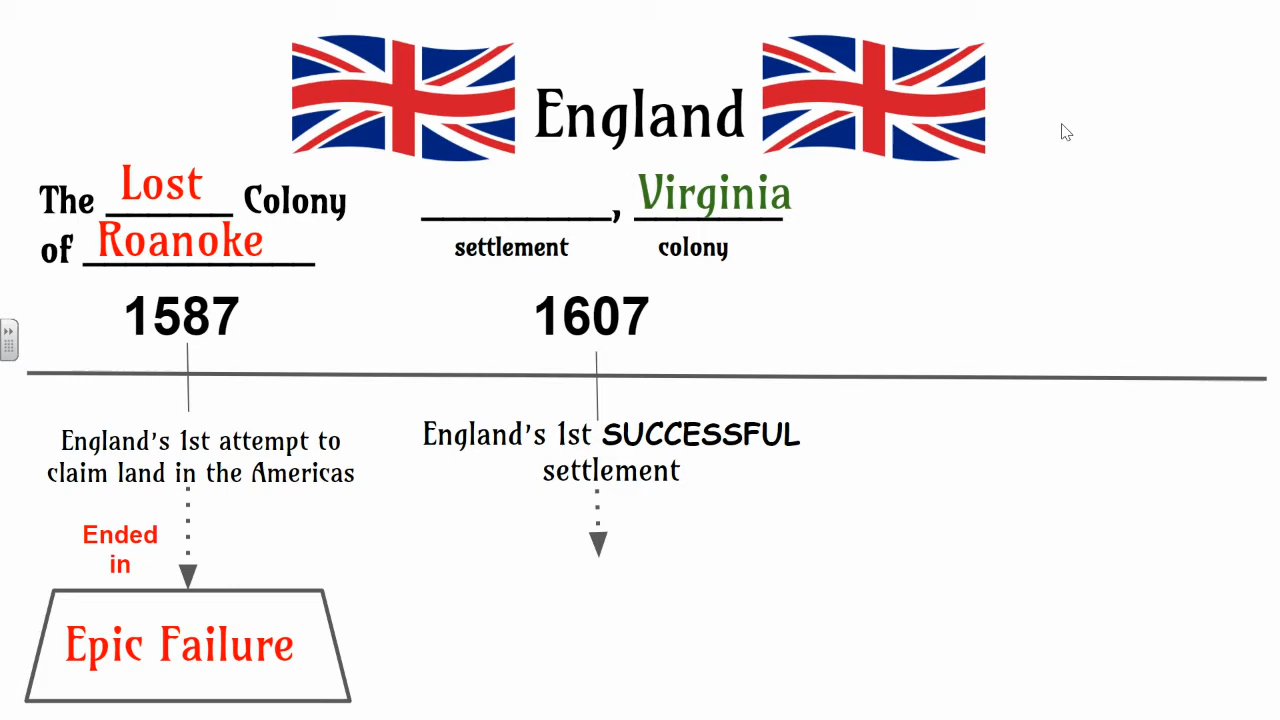 England
The Lost Colony
of Roanoke
__________, Virginia
settlement colony
1587
1607
England's 1st attempt to
claim land in the Americas
England's 1st SUCCESSFUL
settlement
Ended
in
Epic Failure